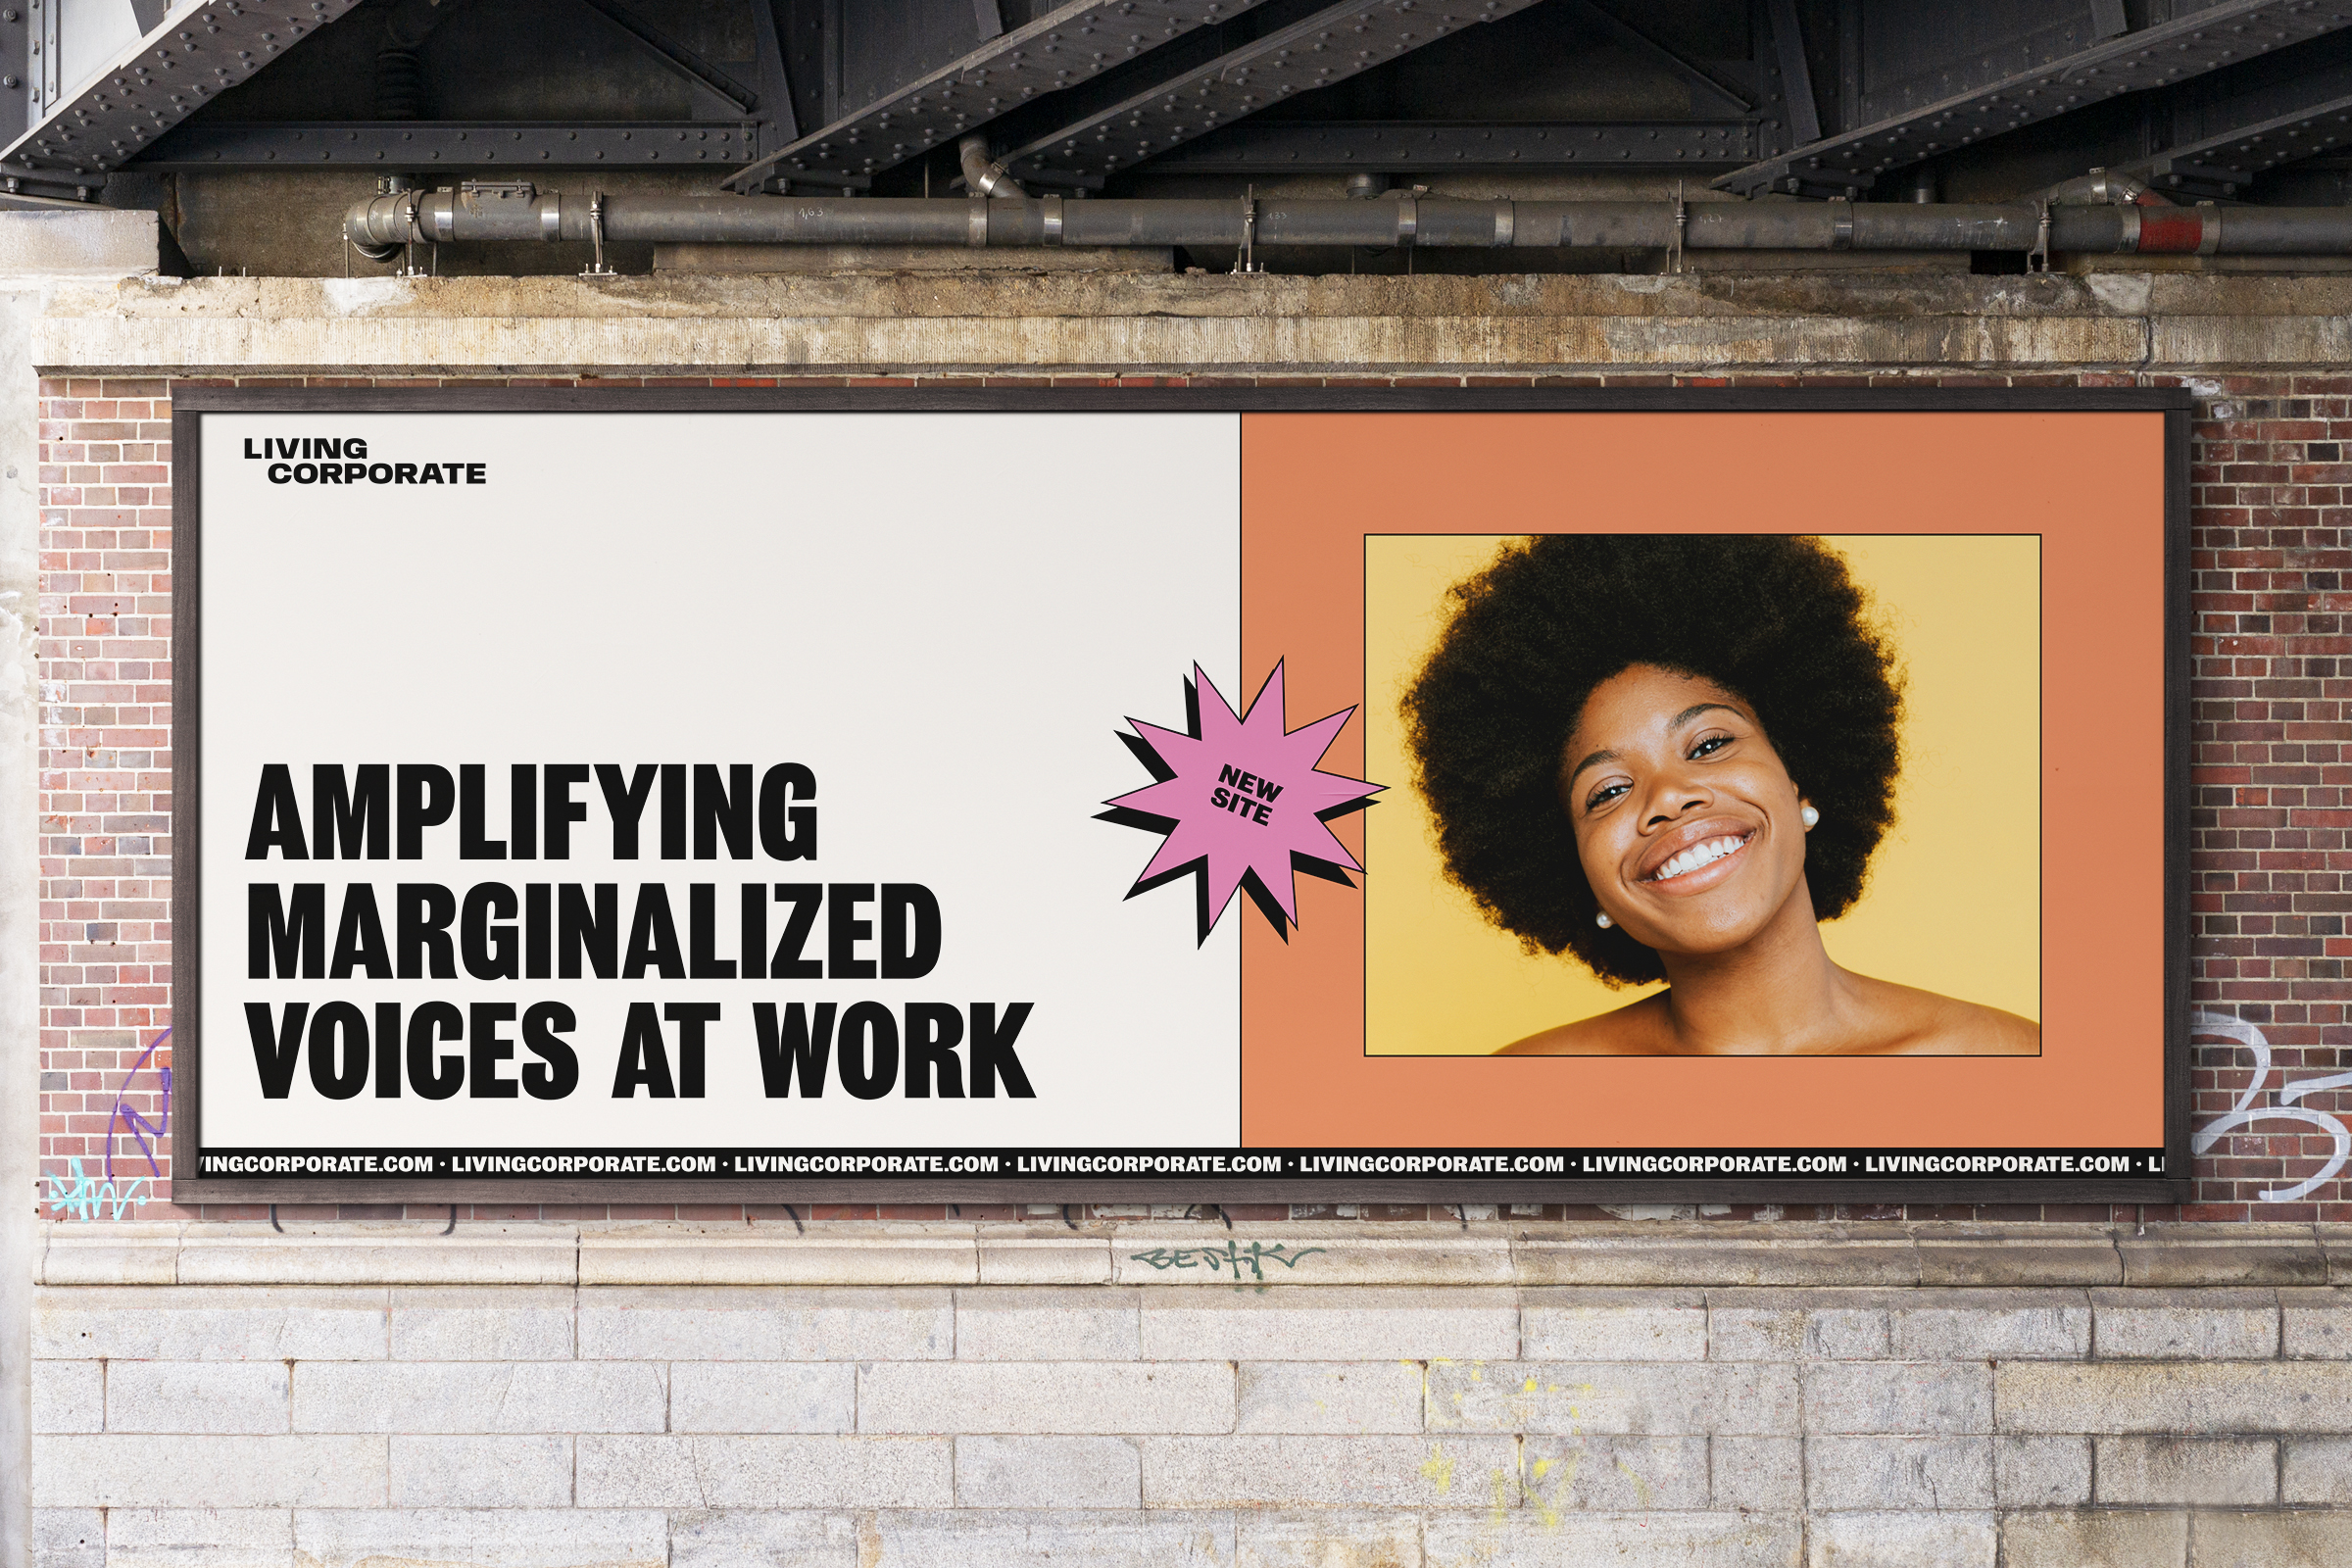 LIVING
CORPORATE
AMPLIFYING
MARGINALIZED
VOICES AT WORK
NEW
SITE
VINGCORPORATE.COM · LIVINGCORPORATE.COM · LIVINGCORPORATE.COM · LIVINGCORPORATE.COM · LIVINGCORPORATE.COM · LIVINGCORPORATE.COM · LIVINGCORPORATE.COM · LI